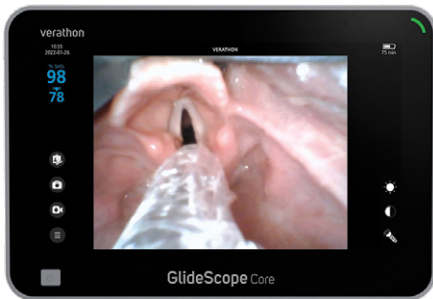 verathon
10:55
2022-01-26
VERATHON
75 min
% SpO₂
98
78
GlideScope Core